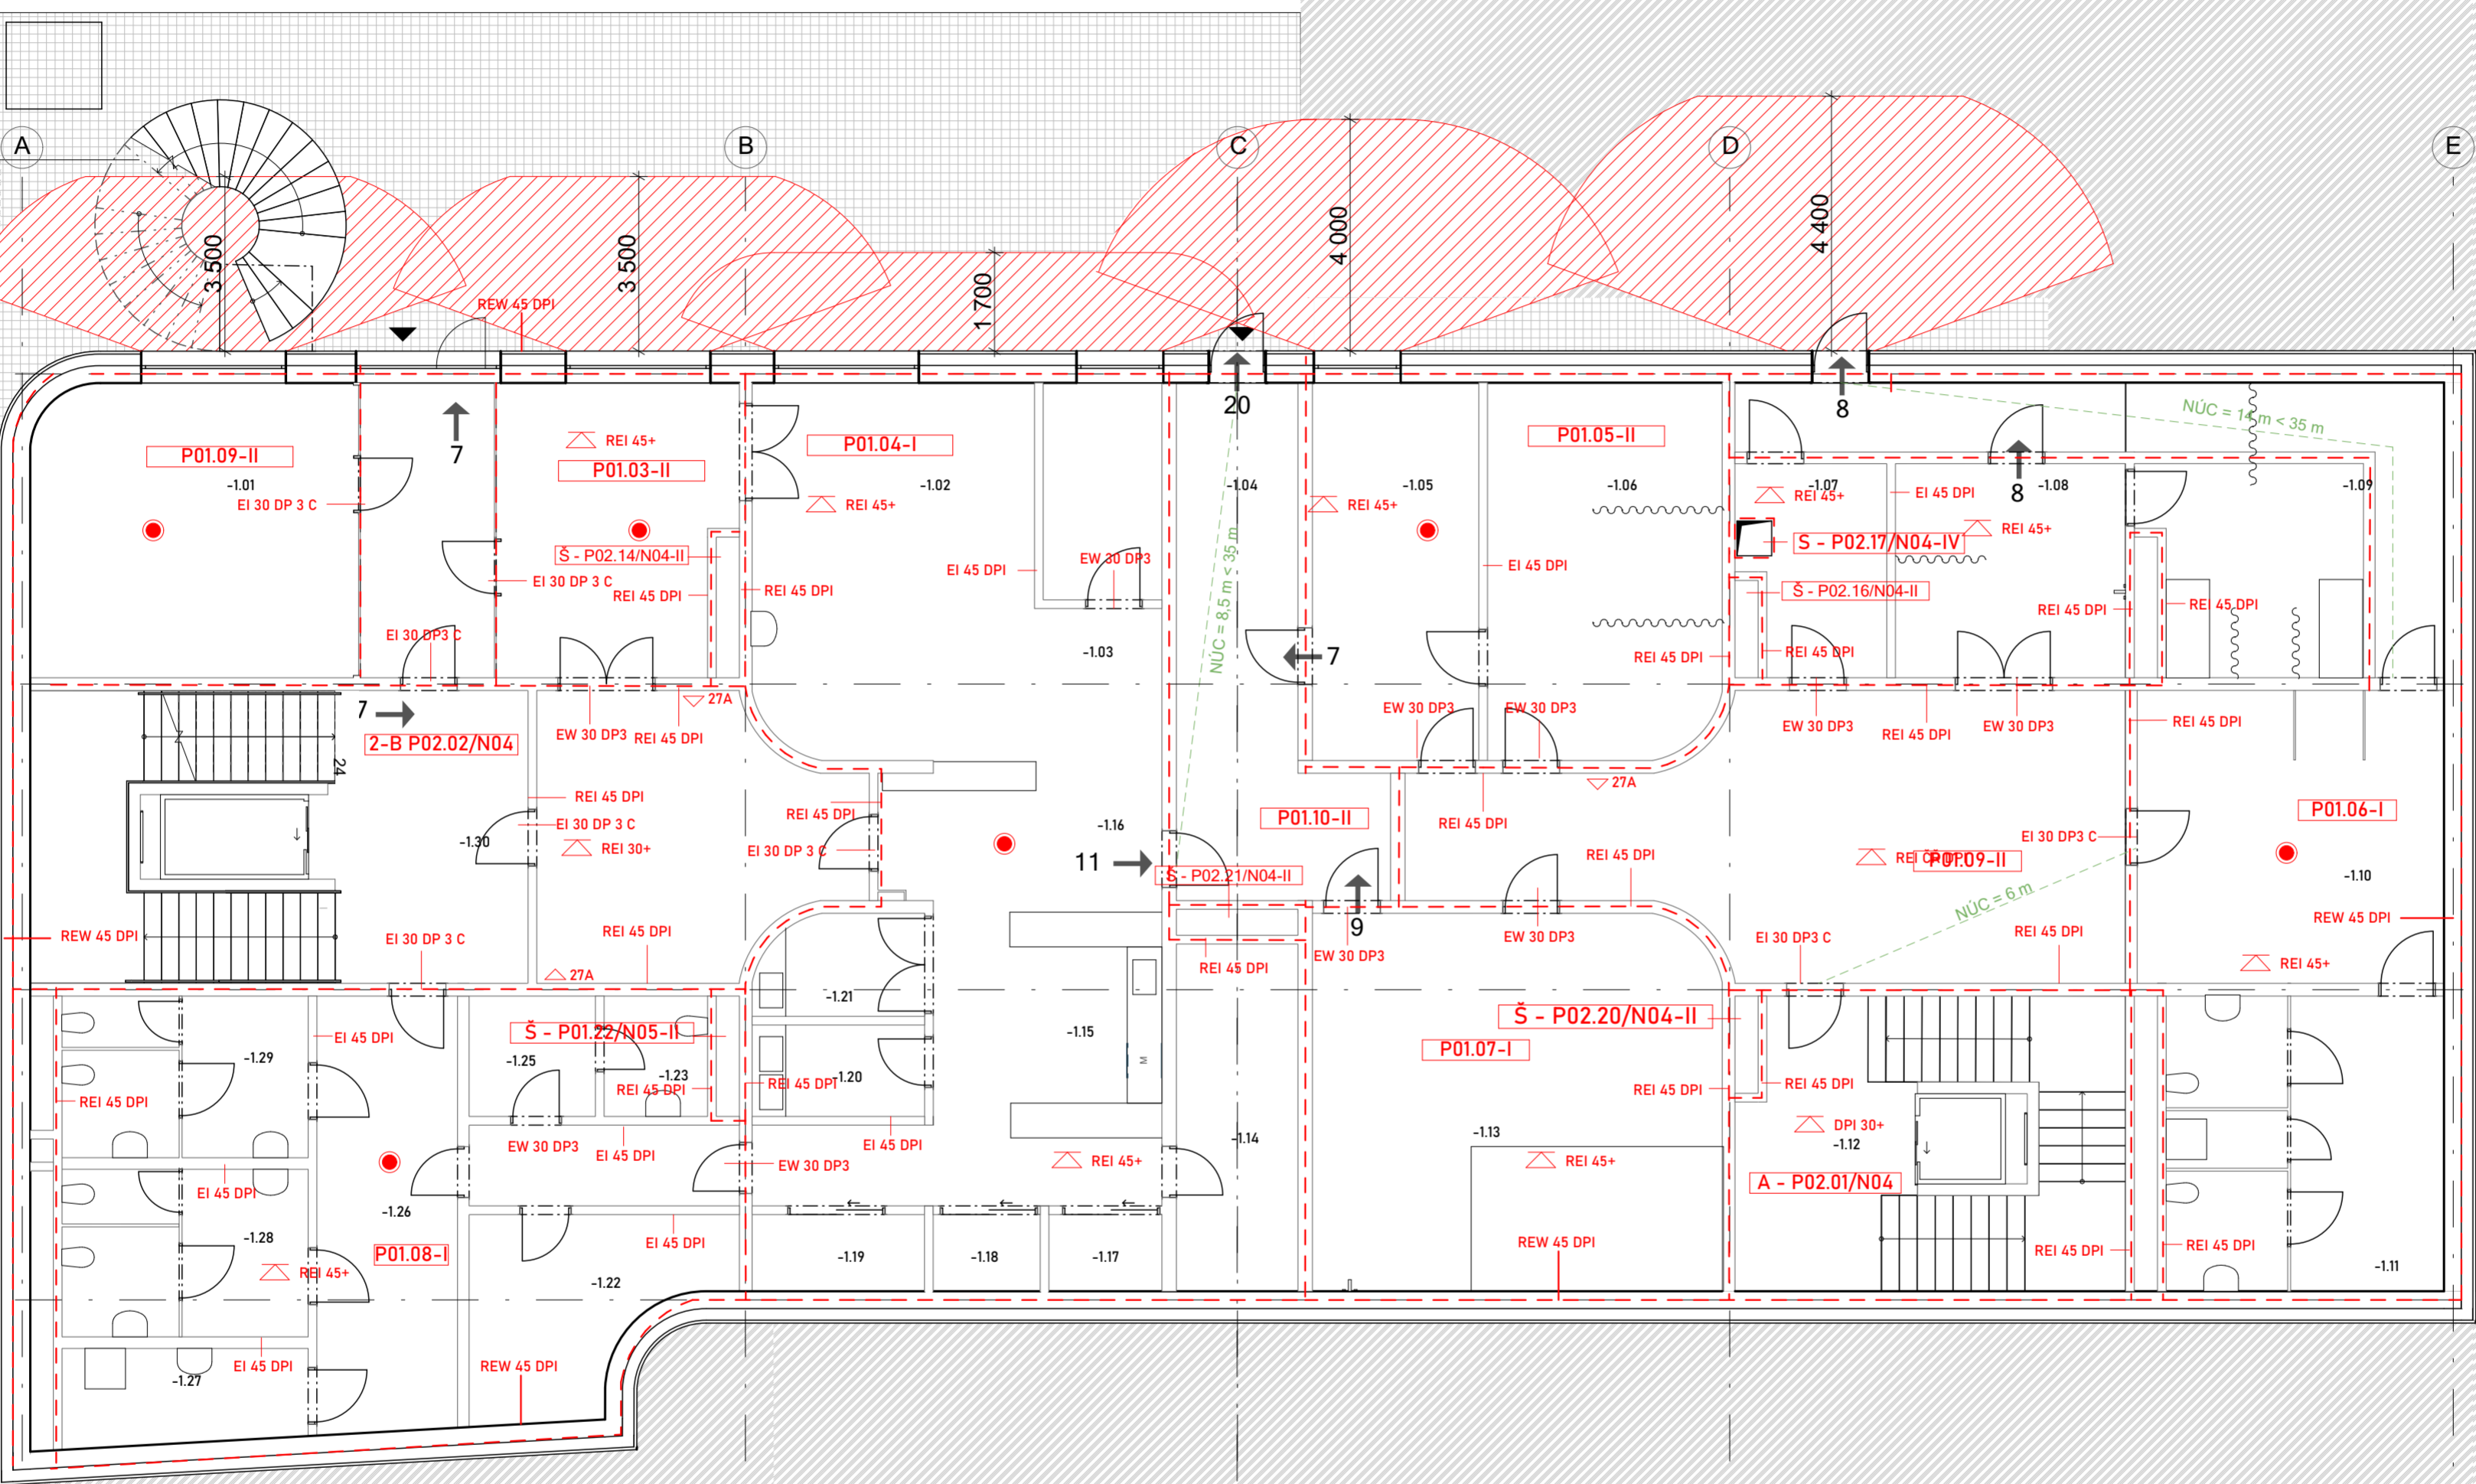 A
B
C
D
E
3 500
3 500
1 700
4 000
4 400
REW 45 DPI
20
8
NÚC = 14 m < 35 m
P01.09-II
-1.01
EI 30 DP 3 C
7
REI 45+
P01.03-II
P01.04-I
-1.02
REI 45+
-1.04
REI 45+
-1.05
P01.05-II
-1.06
-1.07
REI 45+
EI 45 DPI
8
-1.08
REI 45+
-1.09
Š - P02.14/N04-II
EI 30 DP 3 C
REI 45 DPI
REI 45 DPI
EI 45 DPI
EW 30 DP3
NÚC = 8,5 m < 35 m
EI 45 DPI
S - P02.17/N04-IV
Š - P02.16/N04-II
REI 45 DPI
REI 45 DPI
EI 30 DP3 C
-1.03
7
REI 45 DPI
REI 45 DPI
7
2-B P02.02/N04
24
EW 30 DP3
REI 45 DPI
27A
EW 30 DP3
EW 30 DP3
EW 30 DP3
REI 45 DPI
EW 30 DP3
REI 45 DPI
27A
REI 45 DPI
EI 30 DP 3 C
-1.30
REI 30+
REI 45 DPI
EI 30 DP 3 C
-1.16
11
P01.10-II
REI 45 DPI
REI 45 DPI
P01.09-II
EI 30 DP3 C
P01.06-I
-1.10
Š - P02.21/N04-II
NÚC = 6 m
REW 45 DPI
REW 45 DPI
EI 30 DP 3 C
REI 45 DPI
27A
9
EW 30 DP3
EW 30 DP3
EI 30 DP3 C
REI 45 DPI
REI 45+
REI 45 DPI
-1.21
-1.29
EI 45 DPI
Š - P01.22/N05-II
-1.25
-1.23
REI 45 DPI
REI 45 DPI
-1.20
-1.15
M
Š - P02.20/N04-II
P01.07-I
REI 45 DPI
REI 45 DPI
REI 45 DPI
DPI 30+
-1.12
EW 30 DP3
EI 45 DPI
EI 45 DPI
EW 30 DP3
REI 45+
-1.14
-1.13
REI 45+
A - P02.01/N04
EI 45 DPI
-1.26
-1.28
P01.08-I
REI 45+
EI 45 DPI
-1.22
-1.19
-1.18
-1.17
REW 45 DPI
REI 45 DPI
REI 45 DPI
-1.11
EI 45 DPI
-1.27
REW 45 DPI